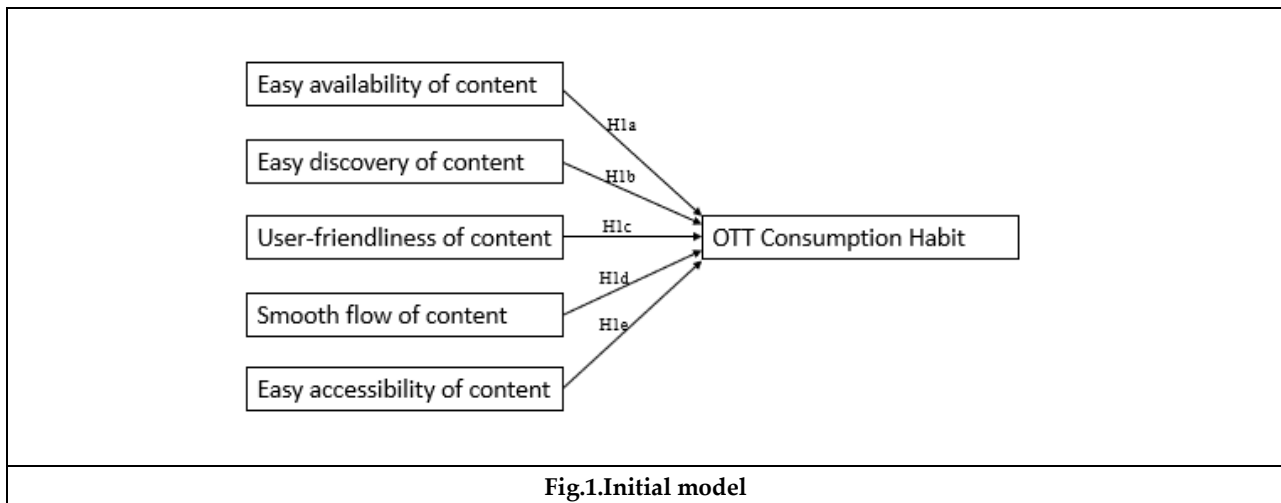 Easy availability of content
H1a
Easy discovery of content
H1b
User-friendliness of content
H1c
OTT Consumption Habit
H1d
Smooth flow of content
H1e
Easy accessibility of content
Fig.1.Initial model